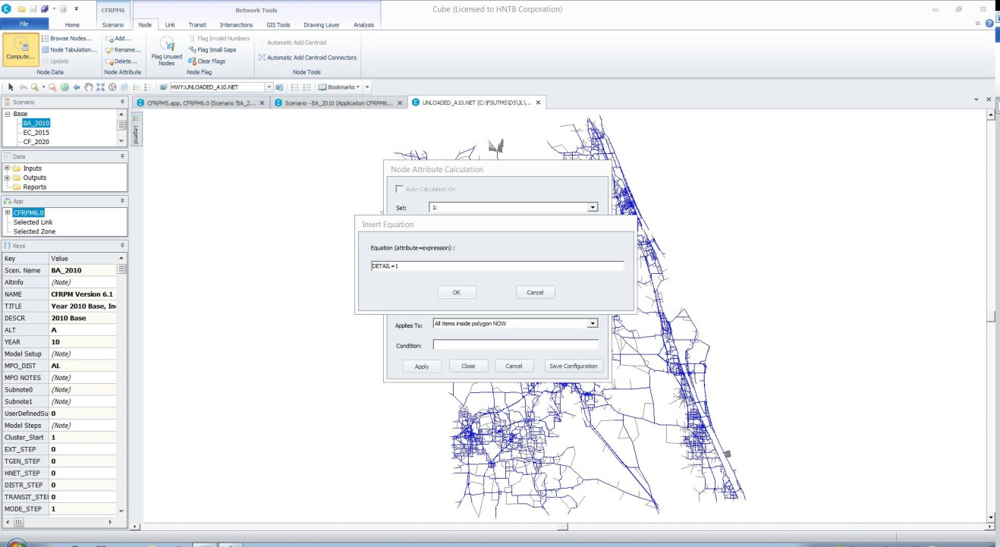 CFRPM6
Network Tools
Cube (Licensed to HNTB Corporation)
File
Home
Scenario
Node
Link
Transit
Intersections
GIS Tools
Drawing Layer
Analysis
Compute...
Browse Nodes...
Node Tabulation...
Update
Node Data
Add...
Rename...
Delete...
Node Attribute
Flag Unused
Nodes
Flag Invalid Numbers
Flag Small Gaps
Clear Flags
Node Flag
Automatic Add Centroid
Automatic Add Centroid Connectors
Node Tools
HWY:UNLOADED_A10.NET
Bookmarks
Scenario
Base
BA_2010
EC_2015
CF_2020
Data
Inputs
Outputs
Reports
App
CFRPM6.0
Selected Link
Selected Zone
Keys
Key Value
Scen. Name BA_2010
Altinfo (Note)
NAME CFRPM Version 6.1
TITLE Year 2010 Base, In
DESCR 2010 Base
ALT A
YEAR 10
Model Setup (Note)
MPO_DIST AL
MPO NOTES (Note)
Subnote0 (Note)
Subnote1 (Note)
UserDefinedSu 0
Model Steps (Note)
Cluster_Start 1
EXT_STEP 0
TGEN_STEP 0
HNET_STEP 0
DISTR_STEP 0
TRANSIT_STE 0
MODE_STEP 1
CFRPM5.app, CFRPM6.0 (Scenario 'BA_2...
Scenario - BA_2010 (Application CFRPM6...
UNLOADED_A10.NET (C:\FSUTMS\D5\JL\...
Legend
Node Attribute Calculation
Auto Calculation On
Set:
1:
Insert Equation
Equation (attribute=expression) :
DETAIL=1
OK
Cancel
Applies To:
All items inside polygon NOW
Condition:
Apply
Close
Cancel
Save Configuration